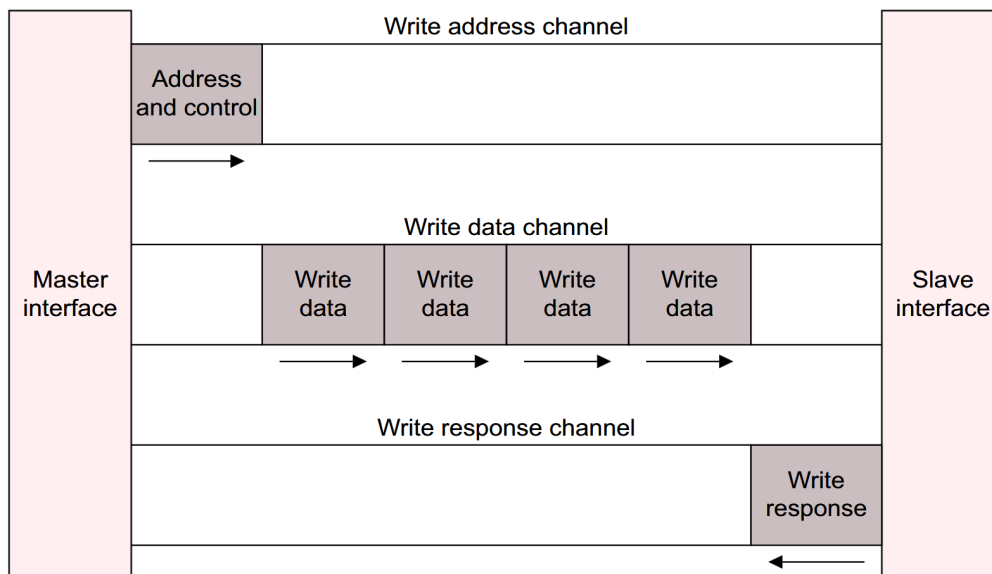 Write address channel
Address
and control
Write data channel
Master
interface
Write
data
Write
data
Write
data
Write
data
Slave
interface
Write response channel
Write
response